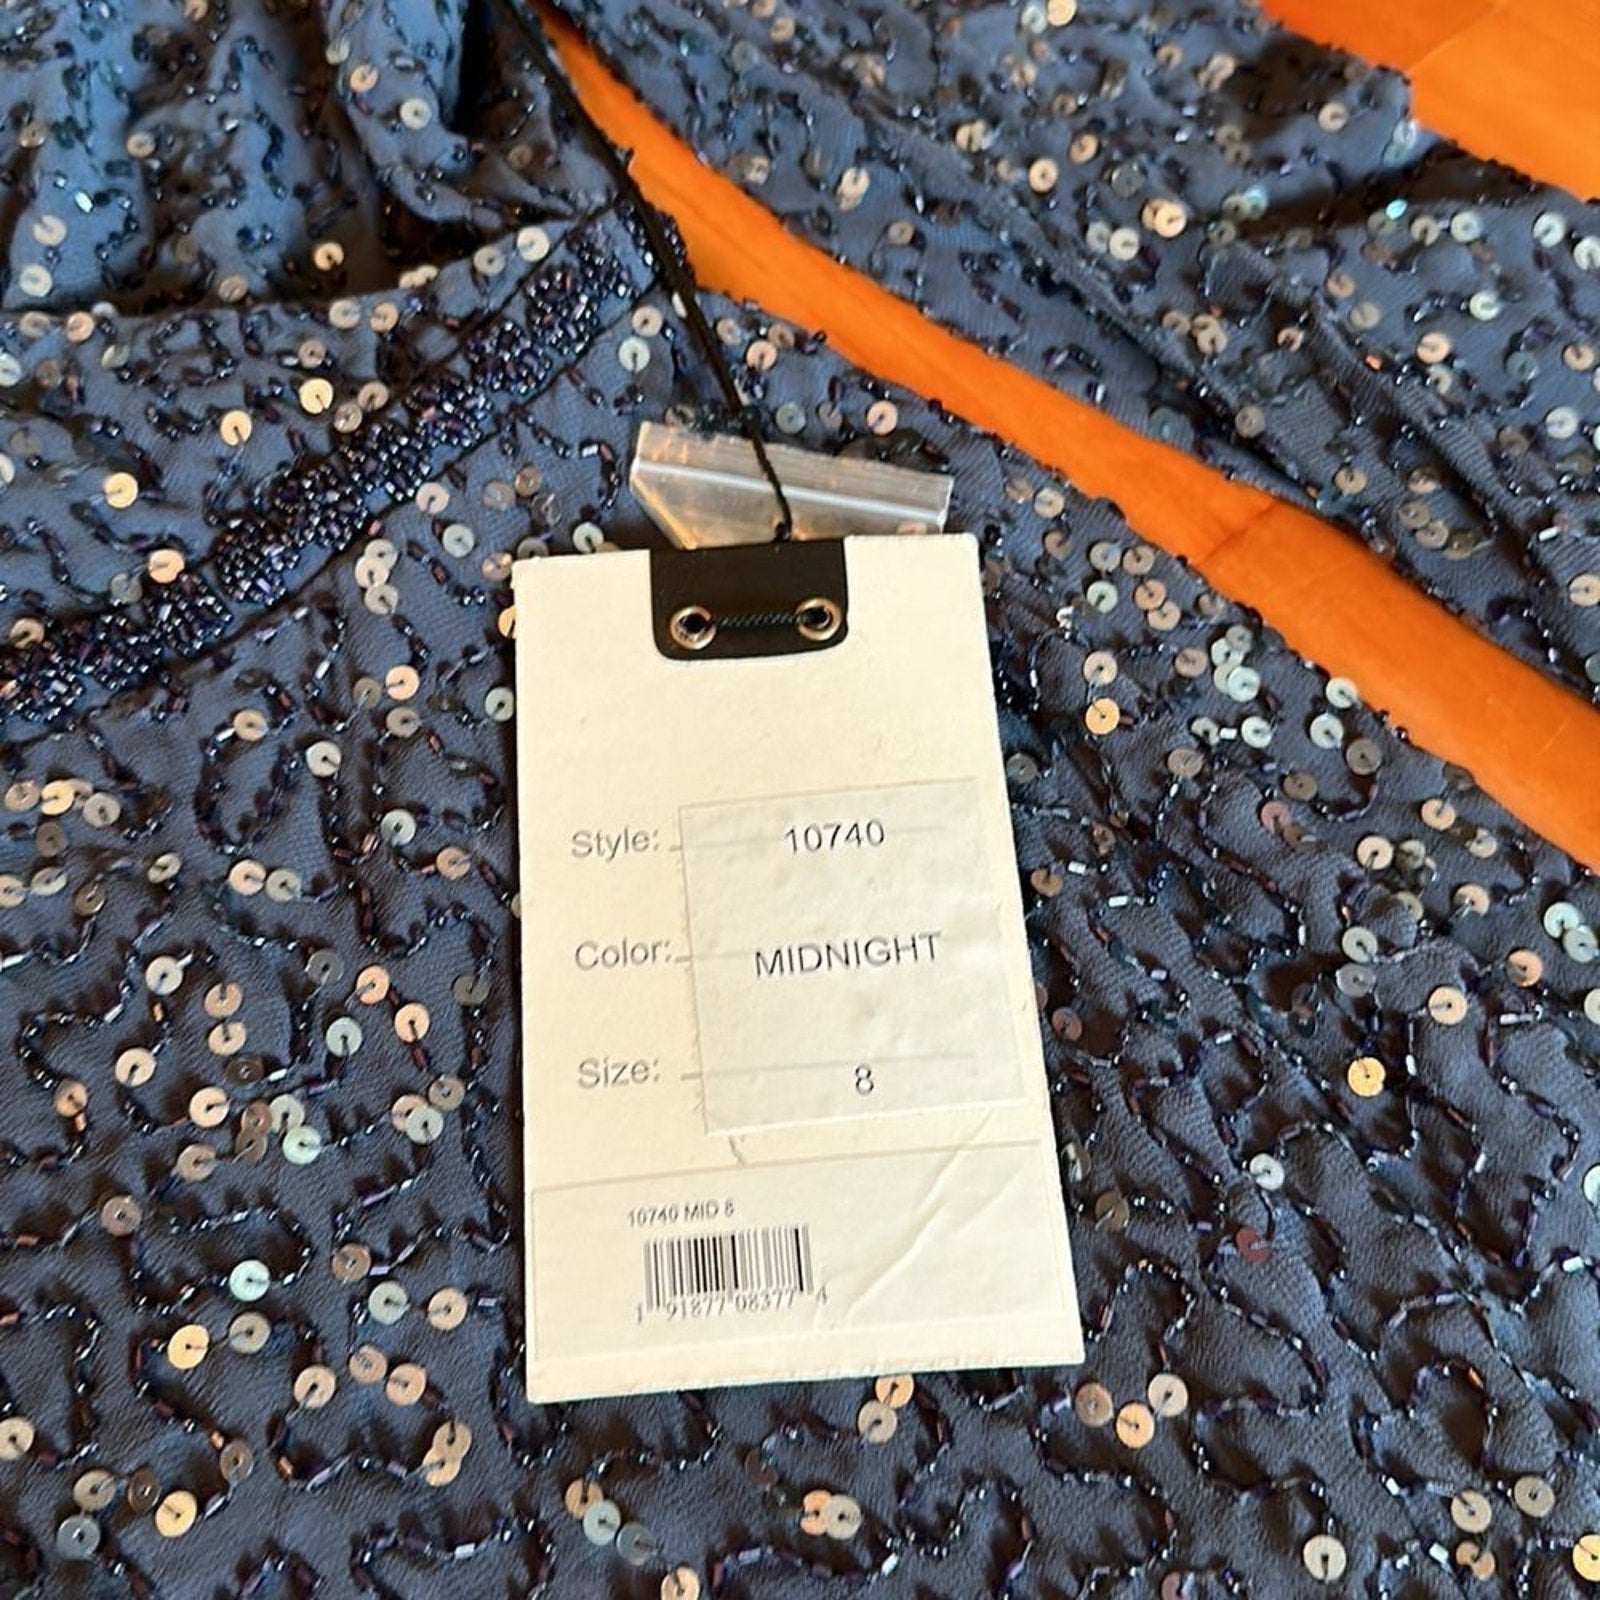 Style: 10740
Color: MIDNIGHT
Size: 8
10740 MID 8
1 91877 08377 4